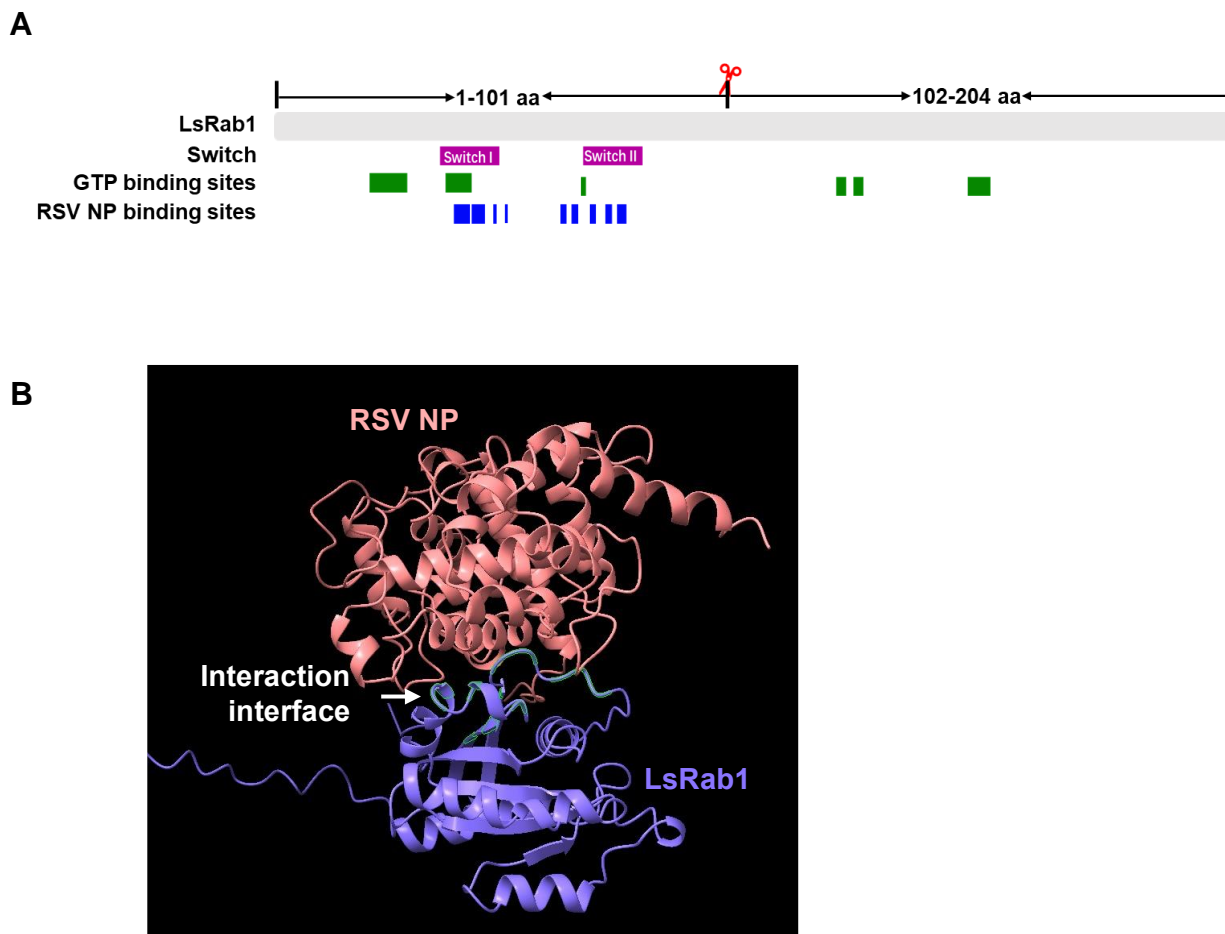 A
1-101 aa
102-204 aa
LsRab1
Switch
Switch I
Switch II
GTP binding sites
RSV NP binding sites
B
RSV NP
Interaction
interface
LsRab1